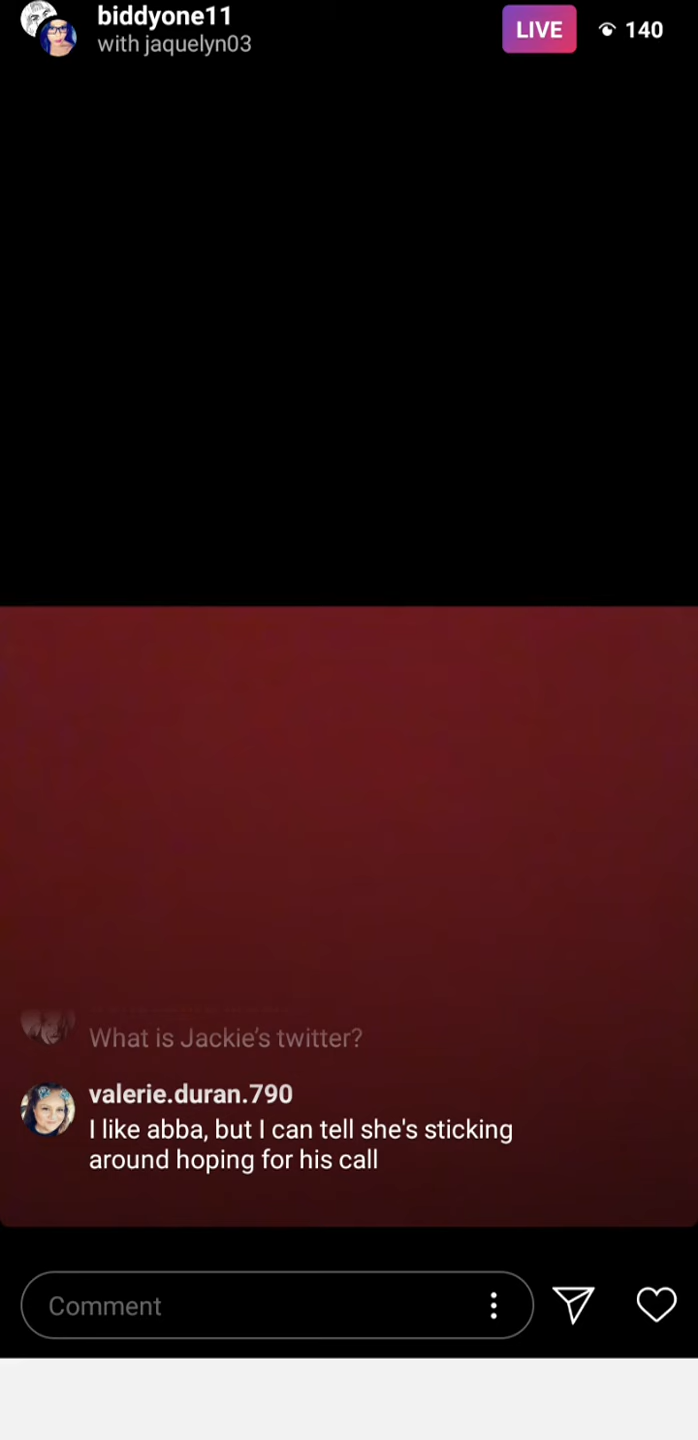 biddyone11
with jaquelyn03
LIVE
140
What is Jackie's twitter?
valerie.duran.790
I like abba, but I can tell she's sticking
around hoping for his call
Comment